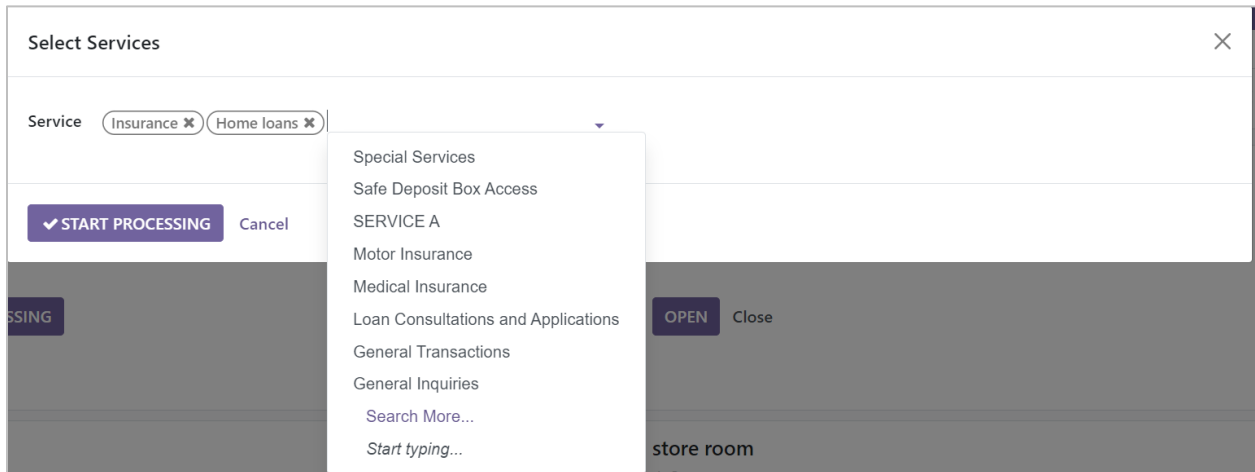 Select Services
Service Insurance ✖ Home loans ✖
Special Services
Safe Deposit Box Access
SERVICE A
Motor Insurance
Medical Insurance
Loan Consultations and Applications
General Transactions
General Inquiries
Search More...
Start typing...
✔ START PROCESSING Cancel
SSING
OPEN Close
store room